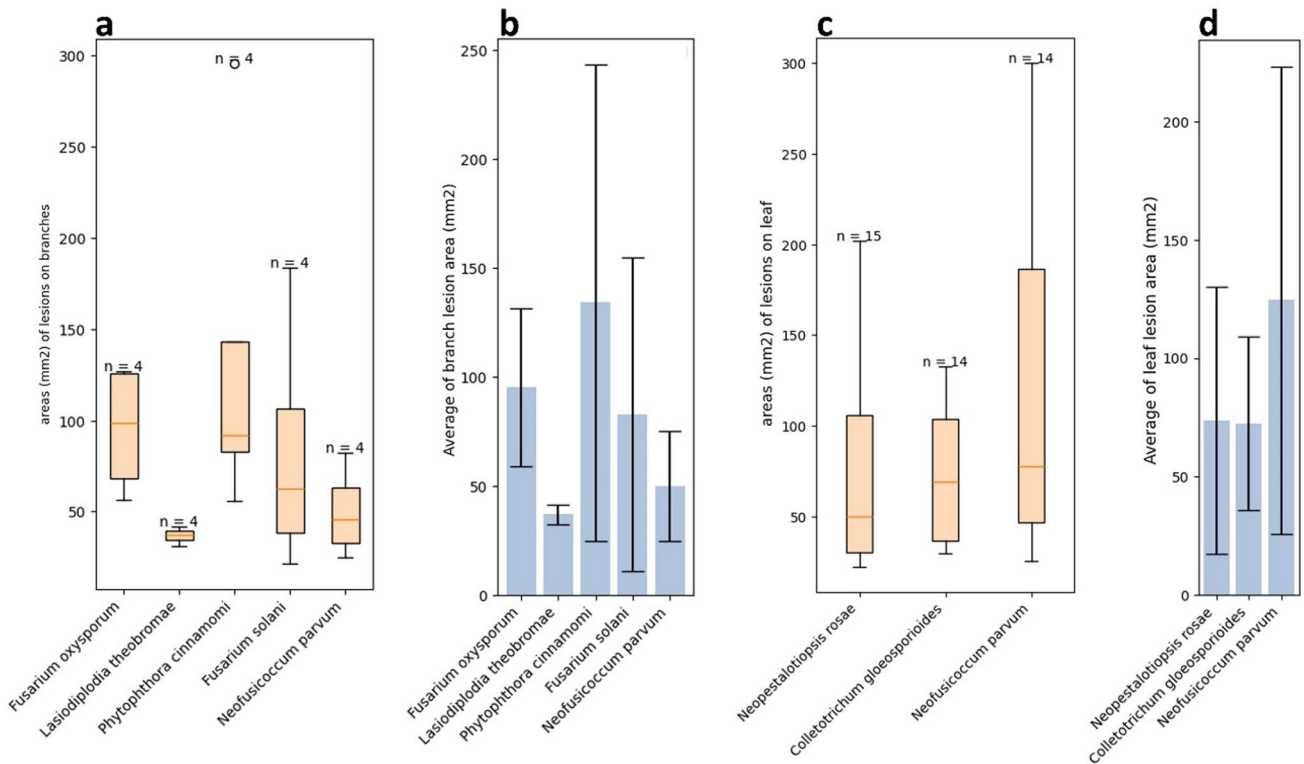 a
300
250
200
150
100
50
areas (mm2) of lesions on branches
n = 4
n = 4
n = 4
n = 4
n = 4
Fusarium oxysporum
Lasiodiplodia theobromae
Phytophthora cinnamomi
Fusarium solani
Neofusicoccum parvum
b
250
200
150
100
50
0
Average of branch lesion area (mm2)
Fusarium oxysporum
Lasiodiplodia theobromae
Phytophthora cinnamomi
Fusarium solani
Neofusicoccum parvum
c
300
250
200
150
100
50
areas (mm2) of lesions on leaf
n = 15
n = 14
n = 14
Neopestalotiopsis rosae
Colletotrichum gloeosporioides
Neofusicoccum parvum
d
200
150
100
50
0
Average of leaf lesion area (mm2)
Neopestalotiopsis rosae
Colletotrichum gloeosporioides
Neofusicoccum parvum